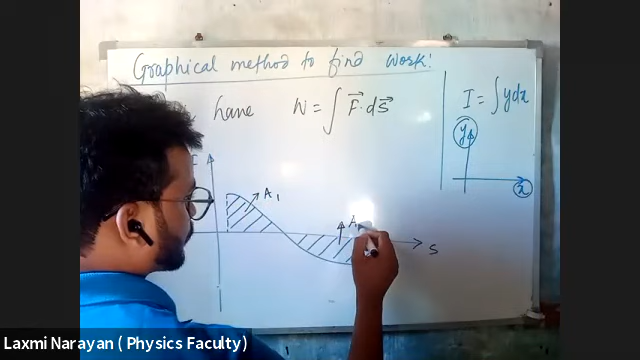 Graphical method to find work:
have W = ∫ F⃗·dS⃗
I = ∫ydx
y
x
A₁
A
S
Laxmi Narayan ( Physics Faculty)